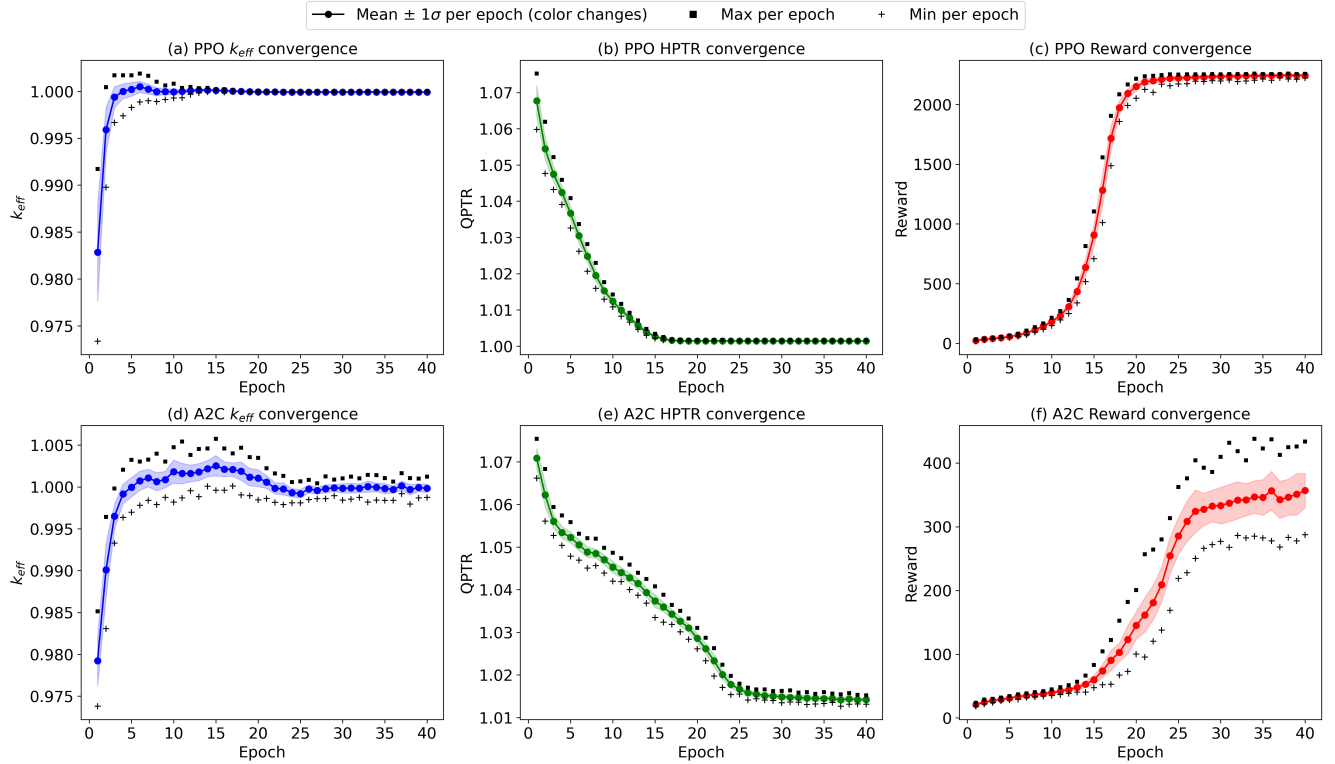 Mean ± 1σ per epoch (color changes) Max per epoch Min per epoch
(a) PPO k_eff convergence
1.000
0.995
0.990
0.985
0.980
0.975
k_eff
0 5 10 15 20 25 30 35 40
Epoch
(b) PPO HPTR convergence
1.07
1.06
1.05
1.04
1.03
1.02
1.01
1.00
QPTR
0 5 10 15 20 25 30 35 40
Epoch
(c) PPO Reward convergence
2000
1500
1000
500
0
Reward
0 5 10 15 20 25 30 35 40
Epoch
(d) A2C k_eff convergence
1.005
1.000
0.995
0.990
0.985
0.980
0.975
k_eff
0 5 10 15 20 25 30 35 40
Epoch
(e) A2C HPTR convergence
1.07
1.06
1.05
1.04
1.03
1.02
1.01
QPTR
0 5 10 15 20 25 30 35 40
Epoch
(f) A2C Reward convergence
400
300
200
100
0
Reward
0 5 10 15 20 25 30 35 40
Epoch